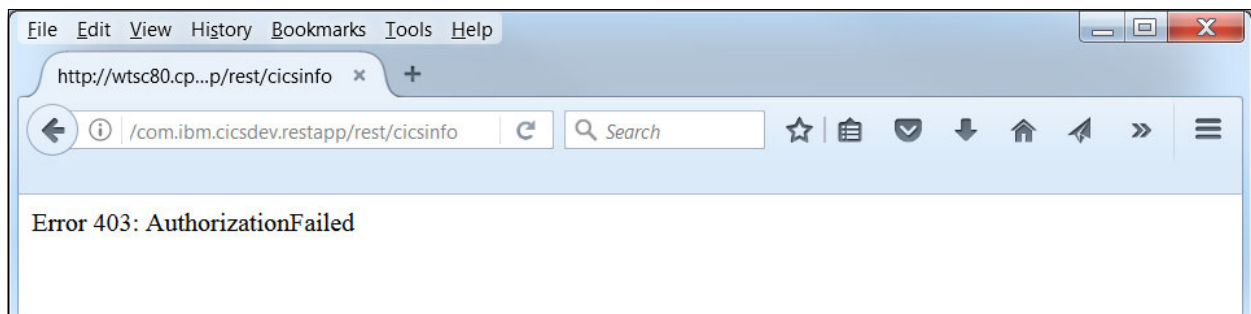 File Edit View History Bookmarks Tools Help
http://wtsc80.cp...p/rest/cicsinfo × +
/com.ibm.cicsdev.restapp/rest/cicsinfo Search
Error 403: AuthorizationFailed